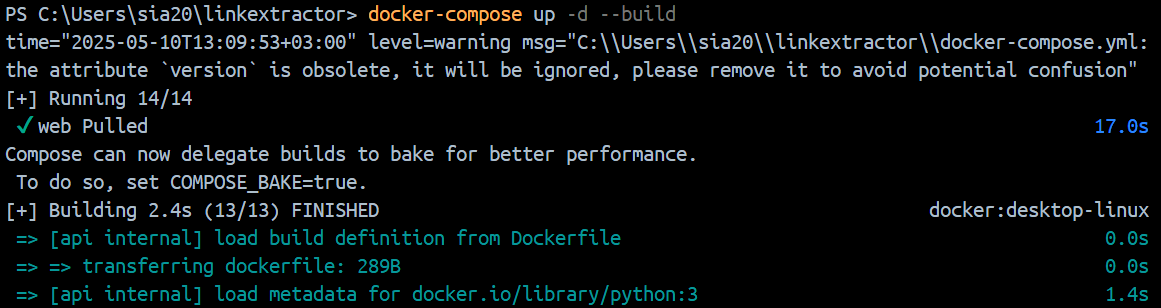 PS C:\Users\sia20\linkextractor> docker-compose up -d --build
time="2025-05-10T13:09:53+03:00" level=warning msg="C:\\Users\\sia20\\linkextractor\\docker-compose.yml:
the attribute `version` is obsolete, it will be ignored, please remove it to avoid potential confusion"
[+] Running 14/14
✓ web Pulled 17.0s
Compose can now delegate builds to bake for better performance.
To do so, set COMPOSE_BAKE=true.
[+] Building 2.4s (13/13) FINISHED docker:desktop-linux
=> [api internal] load build definition from Dockerfile 0.0s
=> => transferring dockerfile: 289B 0.0s
=> [api internal] load metadata for docker.io/library/python:3 1.4s